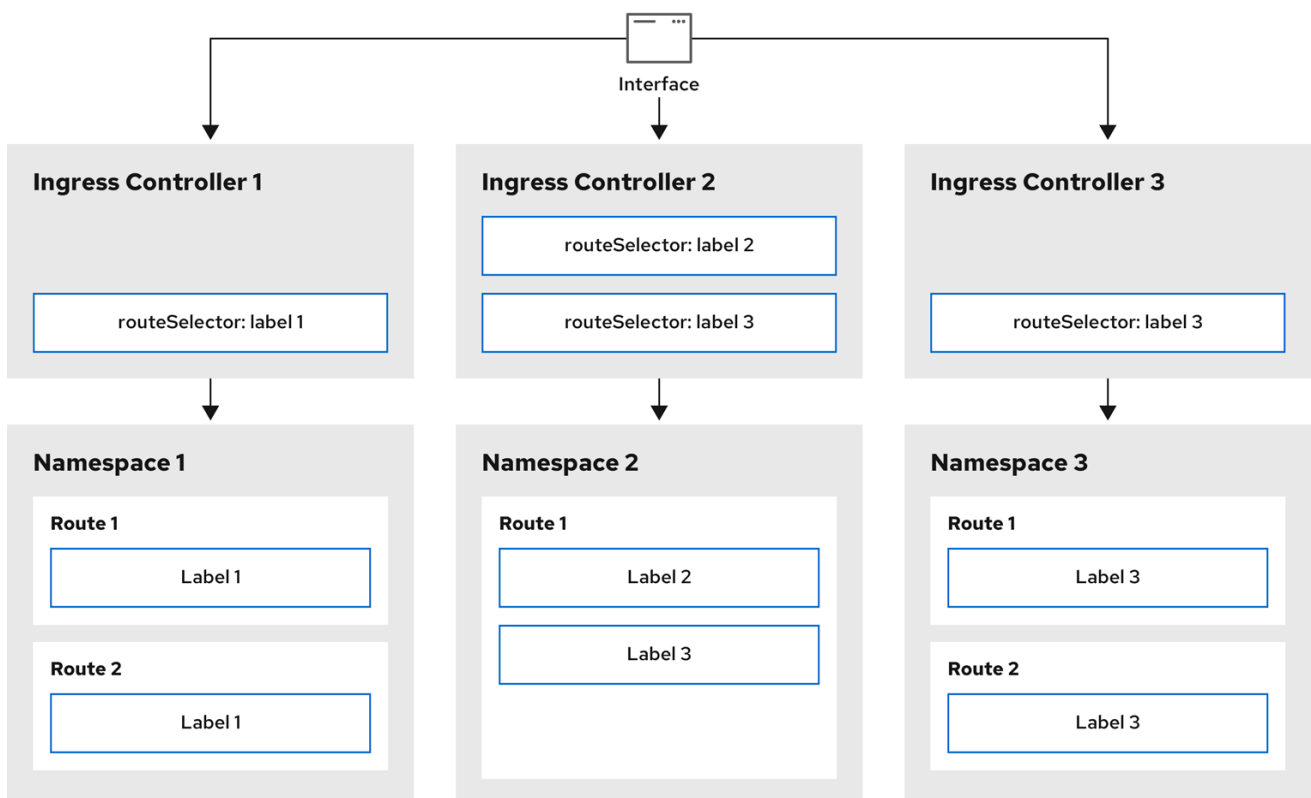 Interface
Ingress Controller 1
routeSelector: label 1
Ingress Controller 2
routeSelector: label 2
routeSelector: label 3
Ingress Controller 3
routeSelector: label 3
Namespace 1
Route 1
Label 1
Route 2
Label 1
Namespace 2
Route 1
Label 2
Label 3
Namespace 3
Route 1
Label 3
Route 2
Label 3